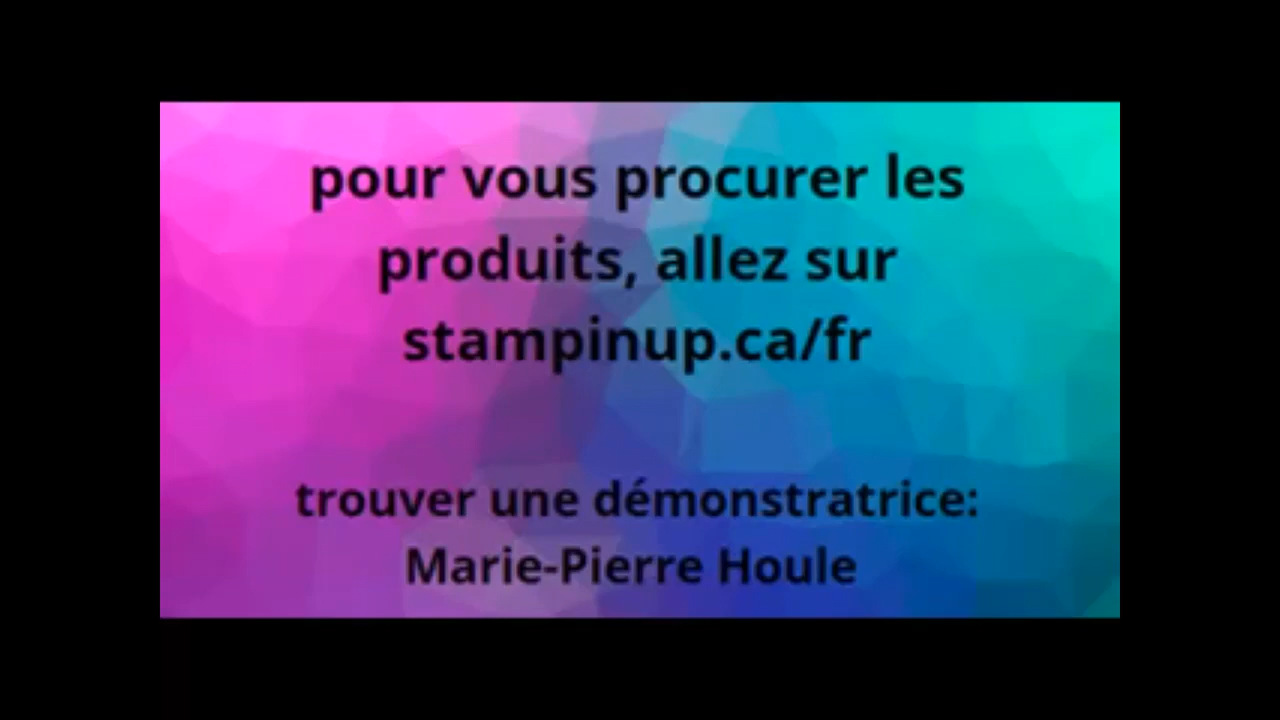 pour vous procurer les
produits, allez sur
stampinup.ca/fr
trouver une démonstratrice:
Marie-Pierre Houle